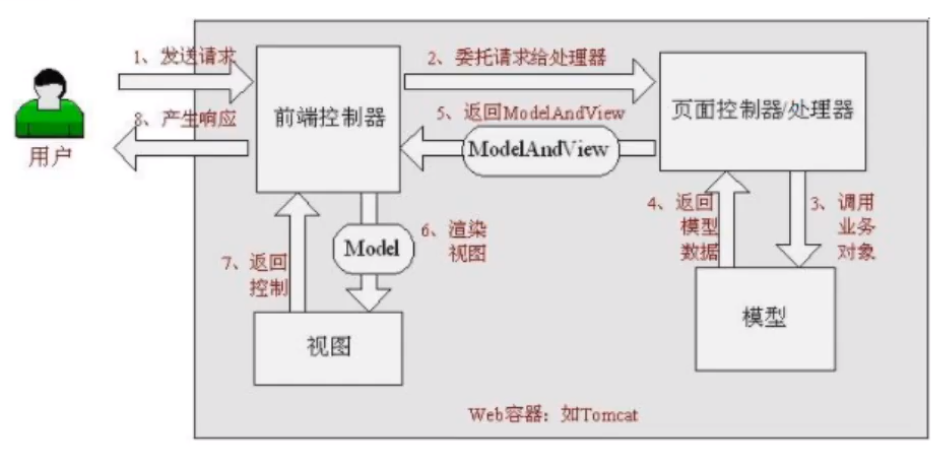 1、发送请求
2、委托请求给处理器
前端控制器
页面控制器/处理器
5、返回ModelAndView
8、产生响应
ModelAndView
用户
4、返回
模型
数据
3、调用
业务
对象
6、渲染
视图
Model
7、返回
控制
模型
视图
Web容器：如Tomcat